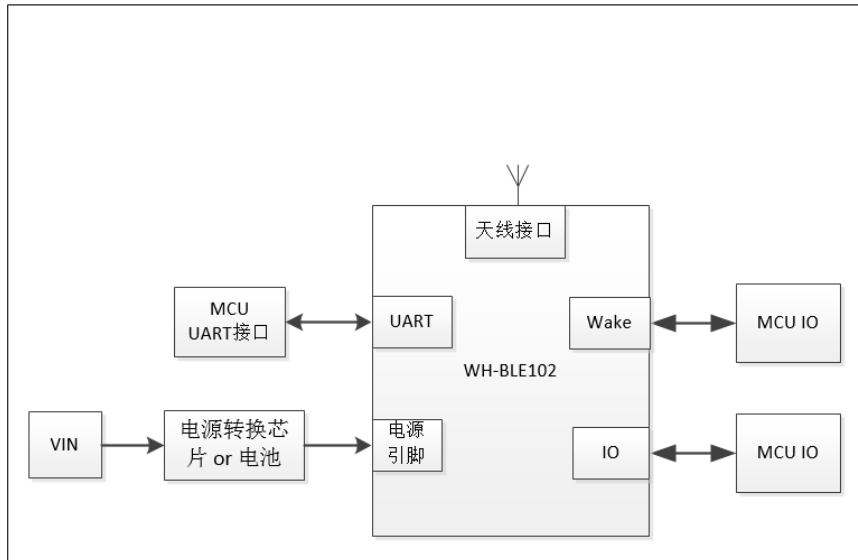 天线接口
MCU
UART接口
UART
Wake
MCU IO
WH-BLE102
VIN
电源转换芯
片 or 电池
电源
引脚
IO
MCU IO